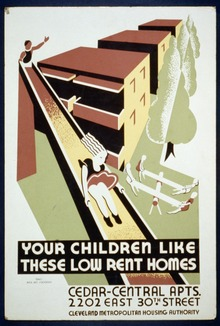 YOUR CHILDREN LIKE
THESE LOW RENT HOMES
CEDAR-CENTRAL APTS.
2202 EAST 30TH STREET
CLEVELAND METROPOLITAN HOUSING AUTHORITY